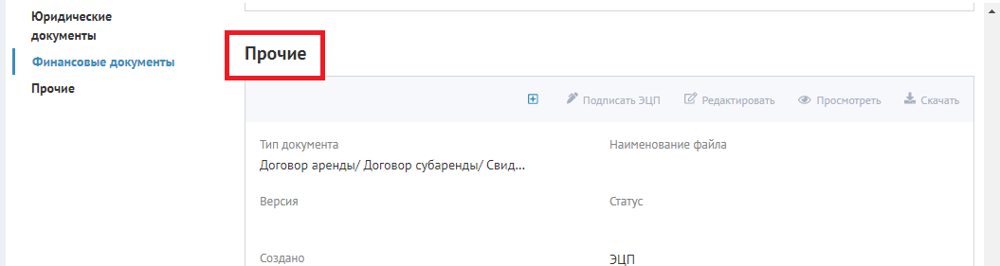 Юридические
документы
Финансовые документы
Прочие
Прочие
Подписать ЭЦП Редактировать Просмотреть Скачать
Тип документа Наименование файла
Договор аренды/ Договор субаренды/ Свид...
Версия Статус
Создано ЭЦП